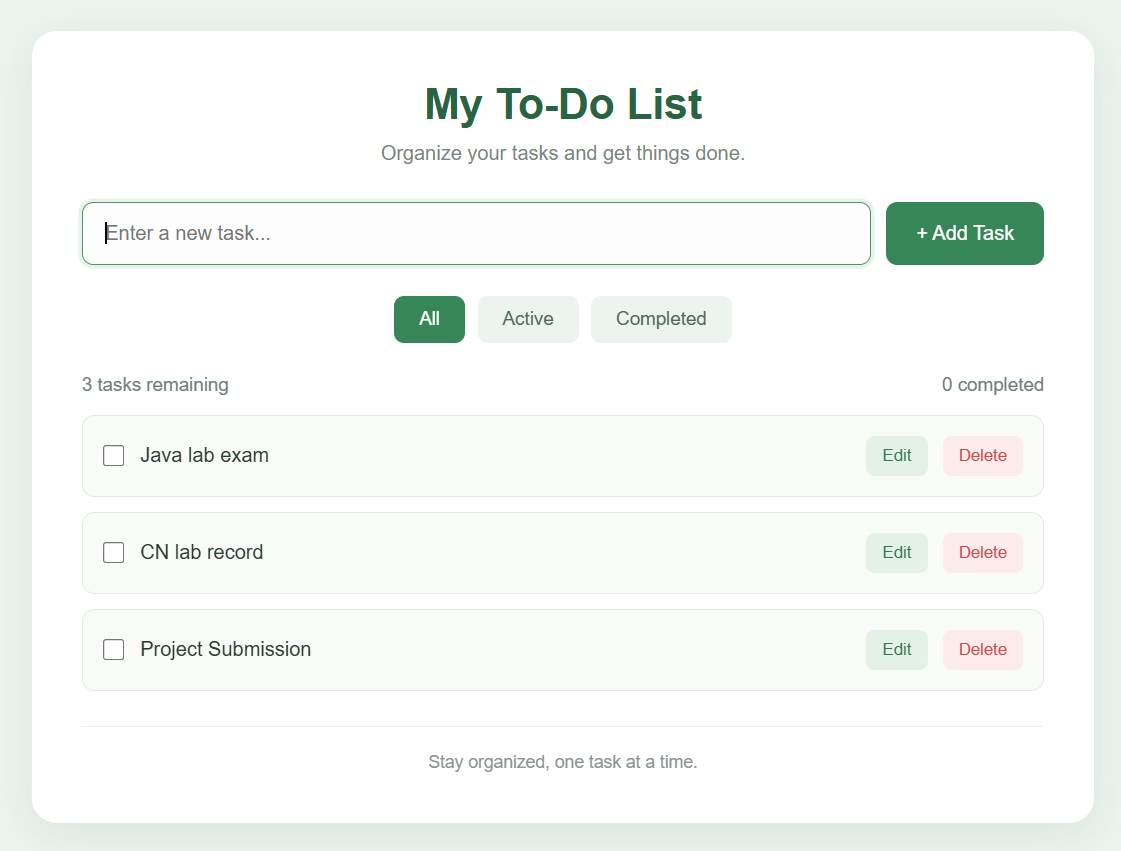 My To-Do List
Organize your tasks and get things done.
Enter a new task...
+ Add Task
All Active Completed
3 tasks remaining 0 completed
Java lab exam Edit Delete
CN lab record Edit Delete
Project Submission Edit Delete
Stay organized, one task at a time.